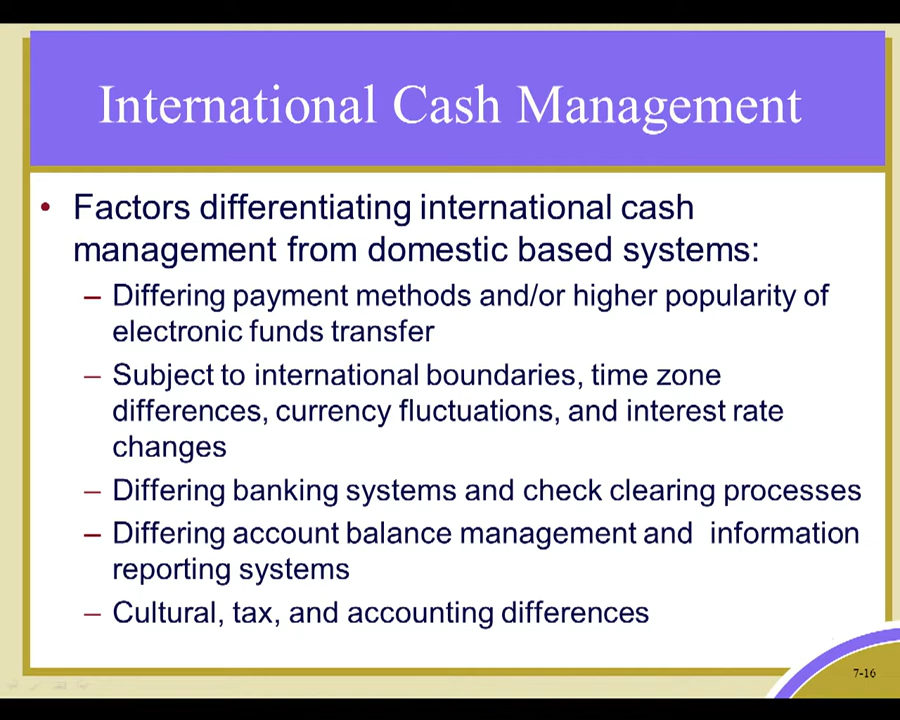 International Cash Management
• Factors differentiating international cash
management from domestic based systems:
– Differing payment methods and/or higher popularity of
electronic funds transfer
– Subject to international boundaries, time zone
differences, currency fluctuations, and interest rate
changes
– Differing banking systems and check clearing processes
– Differing account balance management and  information
reporting systems
– Cultural, tax, and accounting differences
7-16